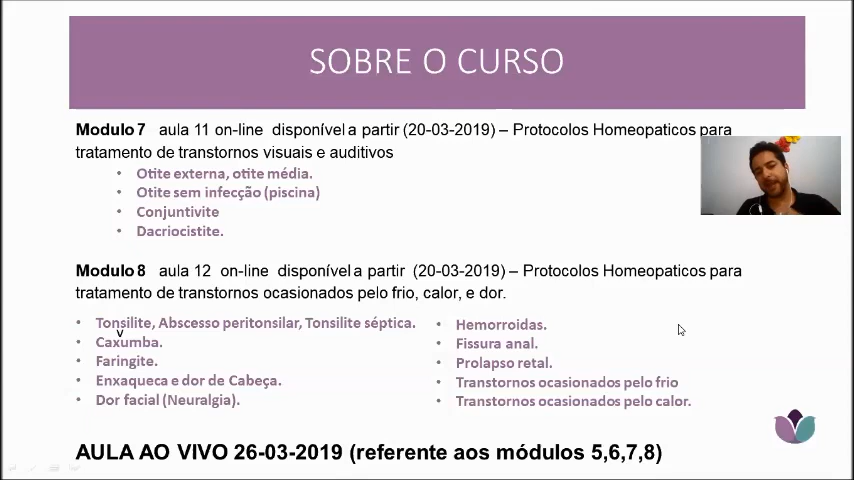 SOBRE O CURSO
Modulo 7 aula 11 on-line disponível a partir (20-03-2019) – Protocolos Homeopaticos para
tratamento de transtornos visuais e auditivos
• Otite externa, otite média.
• Otite sem infecção (piscina)
• Conjuntivite
• Dacriocistite.
Modulo 8 aula 12 on-line disponível a partir (20-03-2019) – Protocolos Homeopaticos para
tratamento de transtornos ocasionados pelo frio, calor, e dor.
• Tonsilite, Abscesso peritonsilar, Tonsilite séptica.
v
• Caxumba.
• Faringite.
• Enxaqueca e dor de Cabeça.
• Dor facial (Neuralgia).
• Hemorroidas.
• Fissura anal.
• Prolapso retal.
• Transtornos ocasionados pelo frio
• Transtornos ocasionados pelo calor.
AULA AO VIVO 26-03-2019 (referente aos módulos 5,6,7,8)